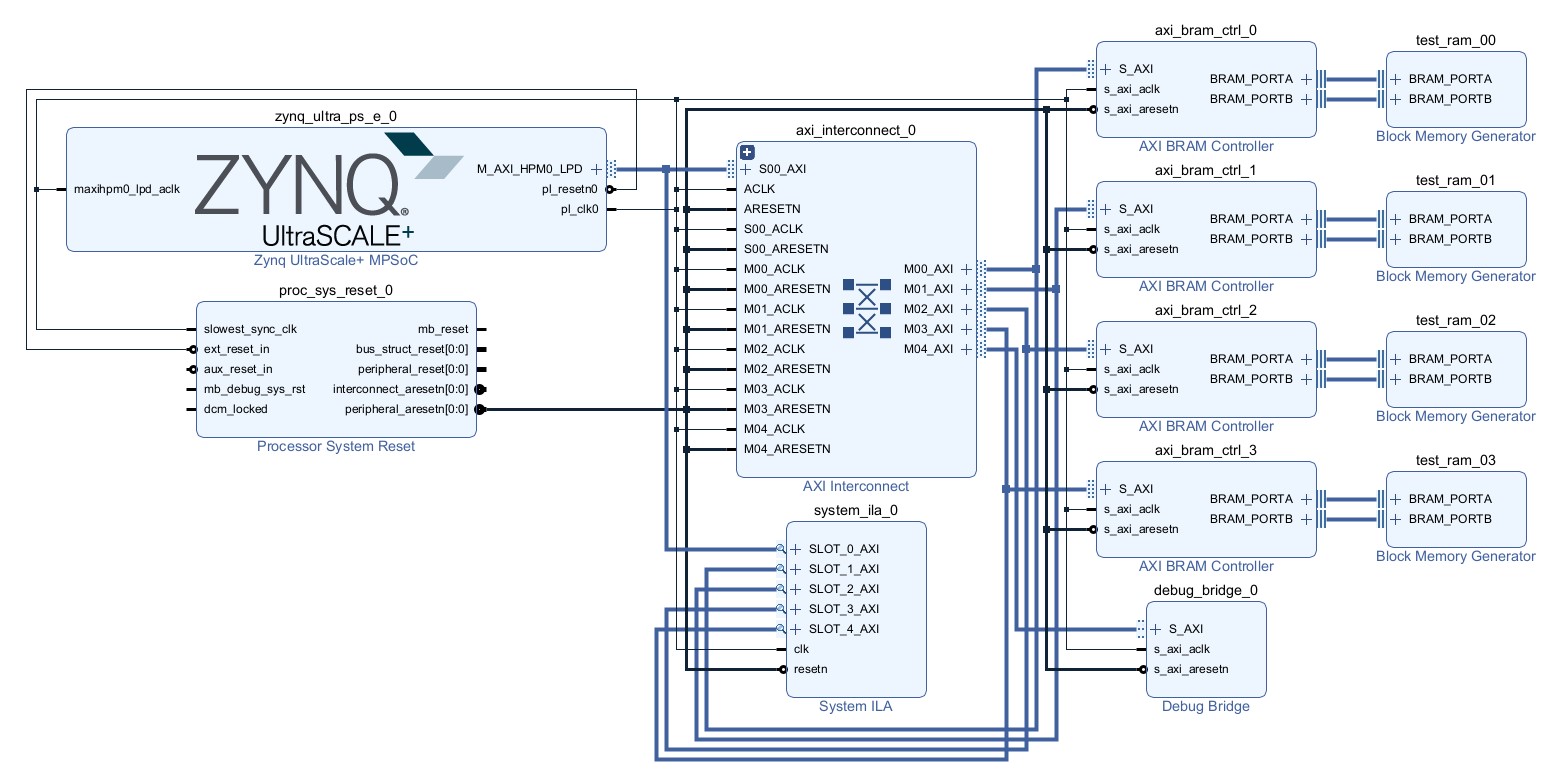 zynq_ultra_ps_e_0
maxihpm0_lpd_aclk
ZYNQ®
UltraSCALE+
M_AXI_HPM0_LPD
pl_resetn0
pl_clk0
Zynq UltraScale+ MPSoC
proc_sys_reset_0
slowest_sync_clk
ext_reset_in
aux_reset_in
mb_debug_sys_rst
dcm_locked
mb_reset
bus_struct_reset[0:0]
peripheral_reset[0:0]
interconnect_aresetn[0:0]
peripheral_aresetn[0:0]
Processor System Reset
axi_interconnect_0
S00_AXI
ACLK
ARESETN
S00_ACLK
S00_ARESETN
M00_ACLK
M00_ARESETN
M01_ACLK
M01_ARESETN
M02_ACLK
M02_ARESETN
M03_ACLK
M03_ARESETN
M04_ACLK
M04_ARESETN
M00_AXI
M01_AXI
M02_AXI
M03_AXI
M04_AXI
AXI Interconnect
system_ila_0
SLOT_0_AXI
SLOT_1_AXI
SLOT_2_AXI
SLOT_3_AXI
SLOT_4_AXI
clk
resetn
System ILA
axi_bram_ctrl_0
S_AXI
s_axi_aclk
s_axi_aresetn
BRAM_PORTA
BRAM_PORTB
AXI BRAM Controller
test_ram_00
BRAM_PORTA
BRAM_PORTB
Block Memory Generator
axi_bram_ctrl_1
S_AXI
s_axi_aclk
s_axi_aresetn
BRAM_PORTA
BRAM_PORTB
AXI BRAM Controller
test_ram_01
BRAM_PORTA
BRAM_PORTB
Block Memory Generator
axi_bram_ctrl_2
S_AXI
s_axi_aclk
s_axi_aresetn
BRAM_PORTA
BRAM_PORTB
AXI BRAM Controller
test_ram_02
BRAM_PORTA
BRAM_PORTB
Block Memory Generator
axi_bram_ctrl_3
S_AXI
s_axi_aclk
s_axi_aresetn
BRAM_PORTA
BRAM_PORTB
AXI BRAM Controller
test_ram_03
BRAM_PORTA
BRAM_PORTB
Block Memory Generator
debug_bridge_0
S_AXI
s_axi_aclk
s_axi_aresetn
Debug Bridge